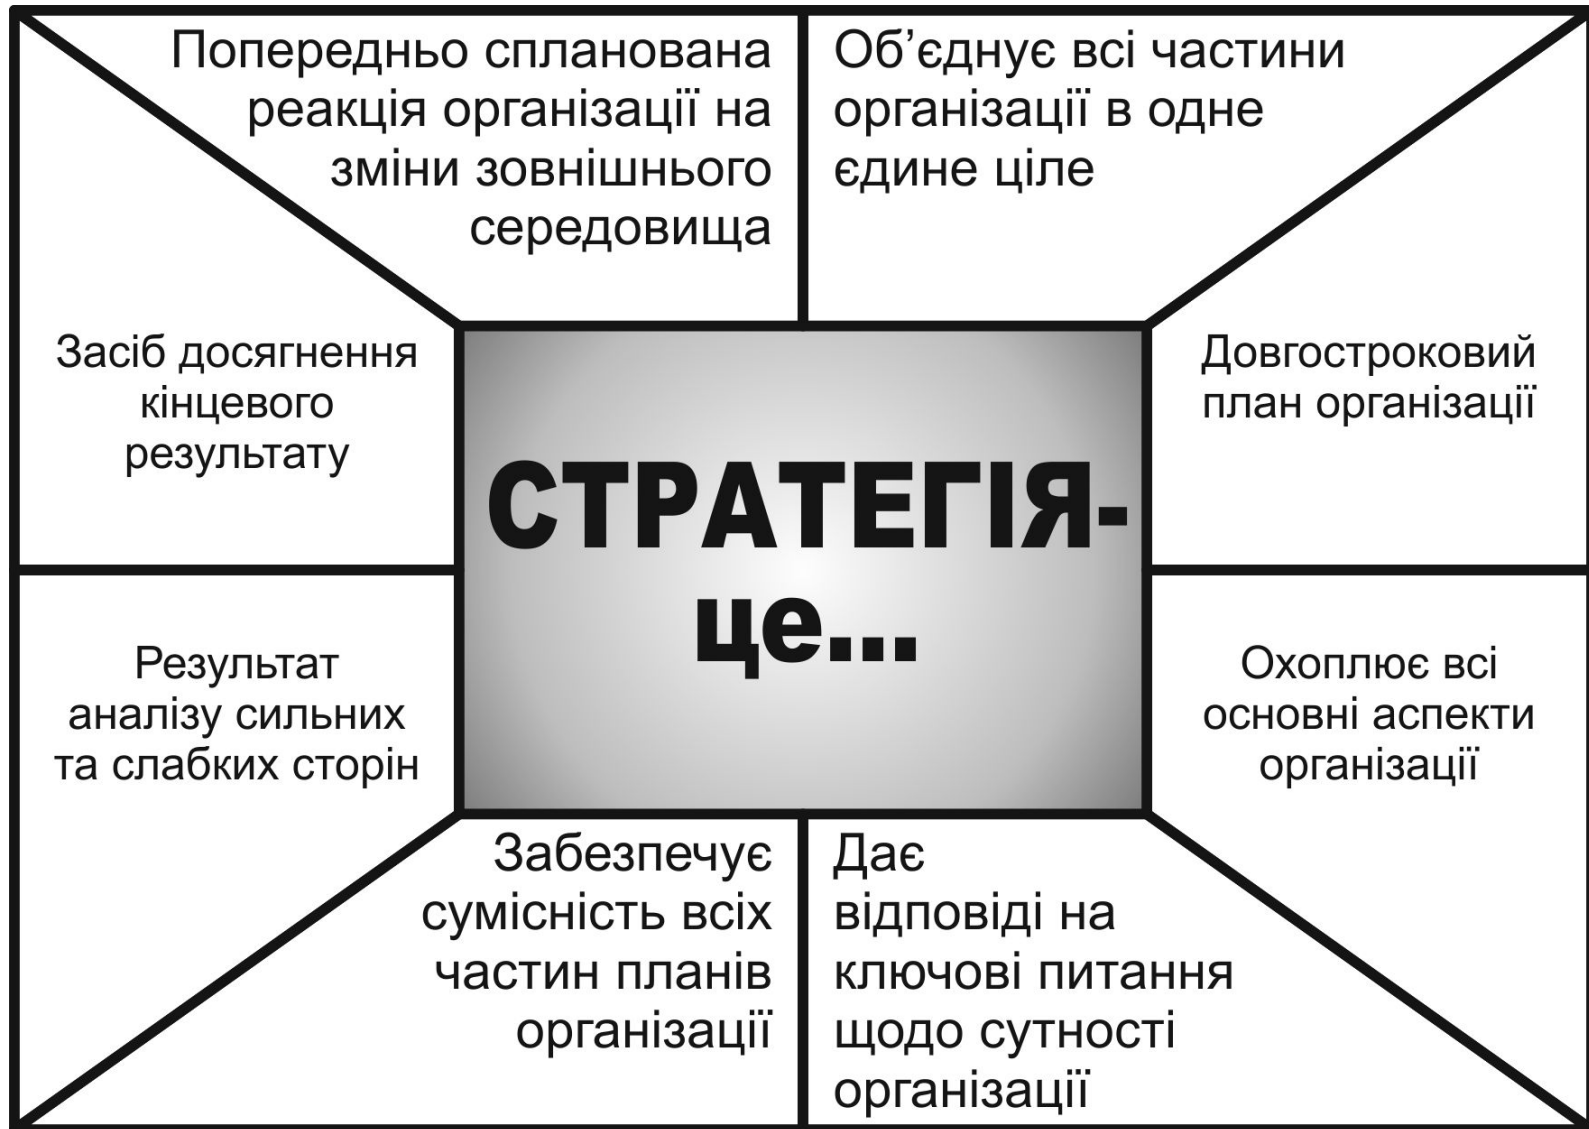 Попередньо спланована
реакція організації на
зміни зовнішнього
середовища
Об’єднує всі частини
організації в одне
єдине ціле
Засіб досягнення
кінцевого
результату
СТРАТЕГІЯ-
це...
Довгостроковий
план організації
Результат
аналізу сильних
та слабких сторін
Охоплює всі
основні аспекти
організації
Забезпечує
сумісність всіх
частин планів
організації
Дає
відповіді на
ключові питання
щодо сутності
організації